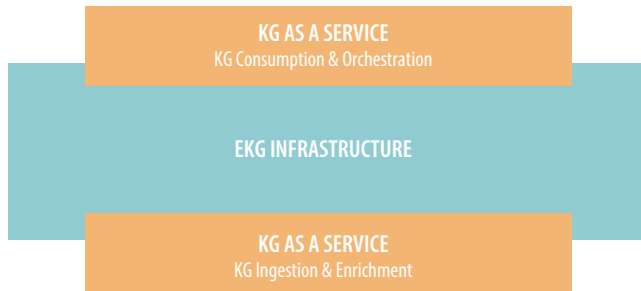 KG AS A SERVICE
KG Consumption & Orchestration
EKG INFRASTRUCTURE
KG AS A SERVICE
KG Ingestion & Enrichment